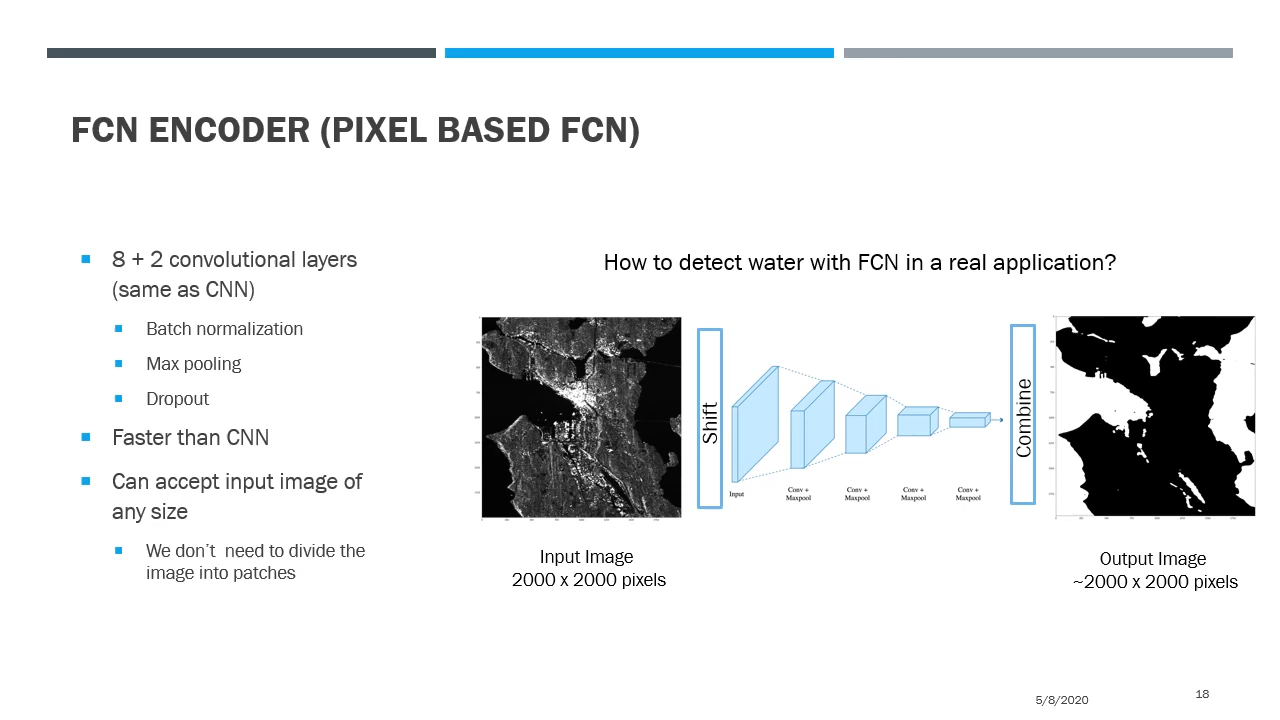 FCN ENCODER (PIXEL BASED FCN)
8 + 2 convolutional layers
(same as CNN)
Batch normalization
Max pooling
Dropout
Faster than CNN
Can accept input image of
any size
We don't  need to divide the
image into patches
How to detect water with FCN in a real application?
Shift
Input
Conv +
Maxpool
Conv +
Maxpool
Conv +
Maxpool
Conv +
Maxpool
Combine
Input Image
2000 x 2000 pixels
Output Image
~2000 x 2000 pixels
5/8/2020
18